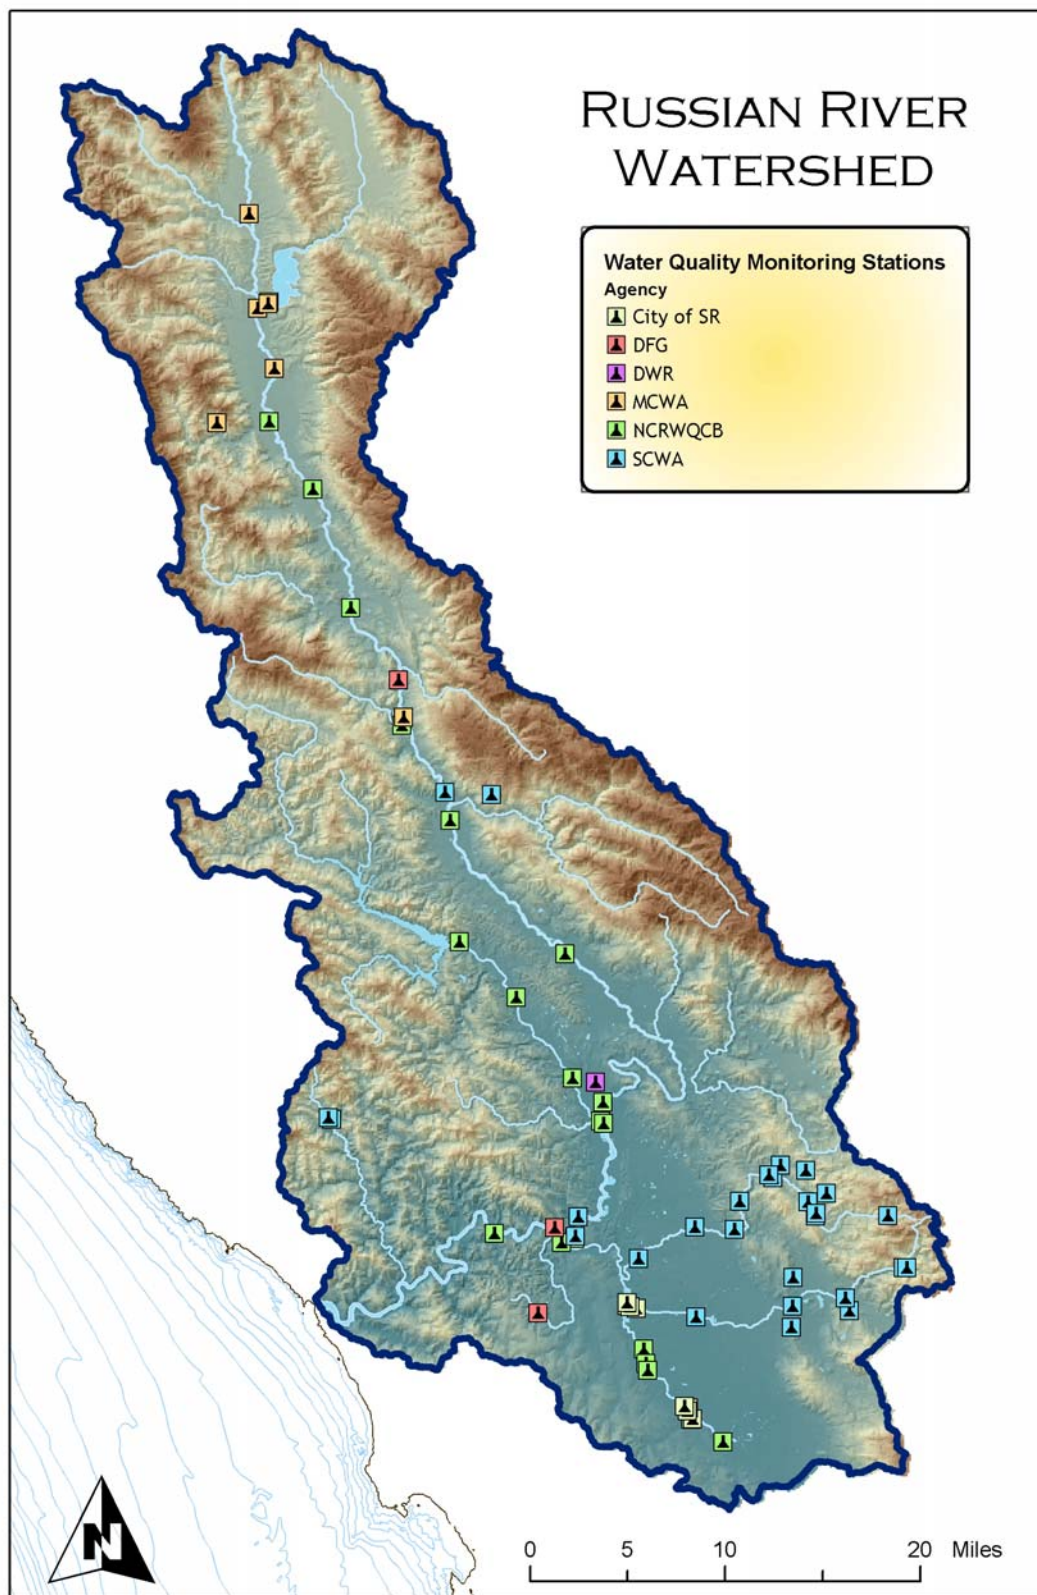 RUSSIAN RIVER
WATERSHED
Water Quality Monitoring Stations
Agency
City of SR
DFG
DWR
MCWA
NCRWQCB
SCWA
N
0 5 10 20 Miles